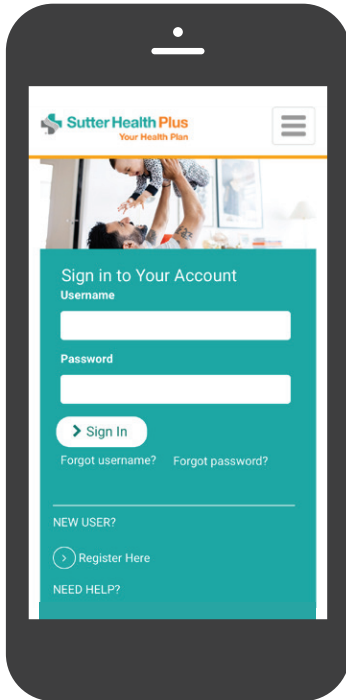 Sutter Health Plus
Your Health Plan
Sign in to Your Account
Username
Password
Sign In
Forgot username? Forgot password?
NEW USER?
Register Here
NEED HELP?